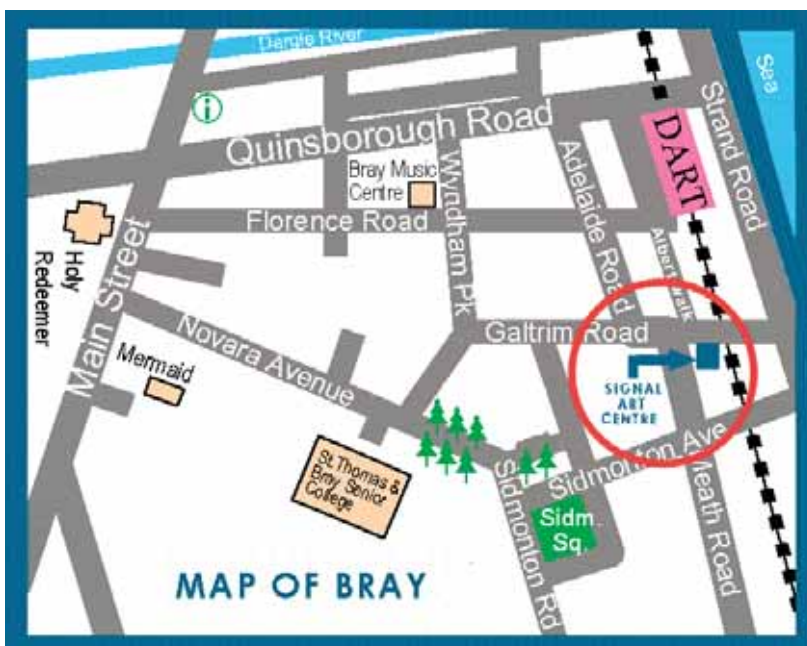 Dargle River
Sea
Strand Road
DART
Quinsborough Road
Bray Music
Centre
Wyndham Pk
Adelaide Road
Florence Road
Albert walk
Holy
Redeemer
Main Street
Galtrim Road
Novara Avenue
Mermaid
SIGNAL
ART
CENTRE
St. Thomas &
Bray Senior
College
Sidmonton Ave
Sidmonton Rd
Sidm.
Sq.
Meath Road
MAP OF BRAY